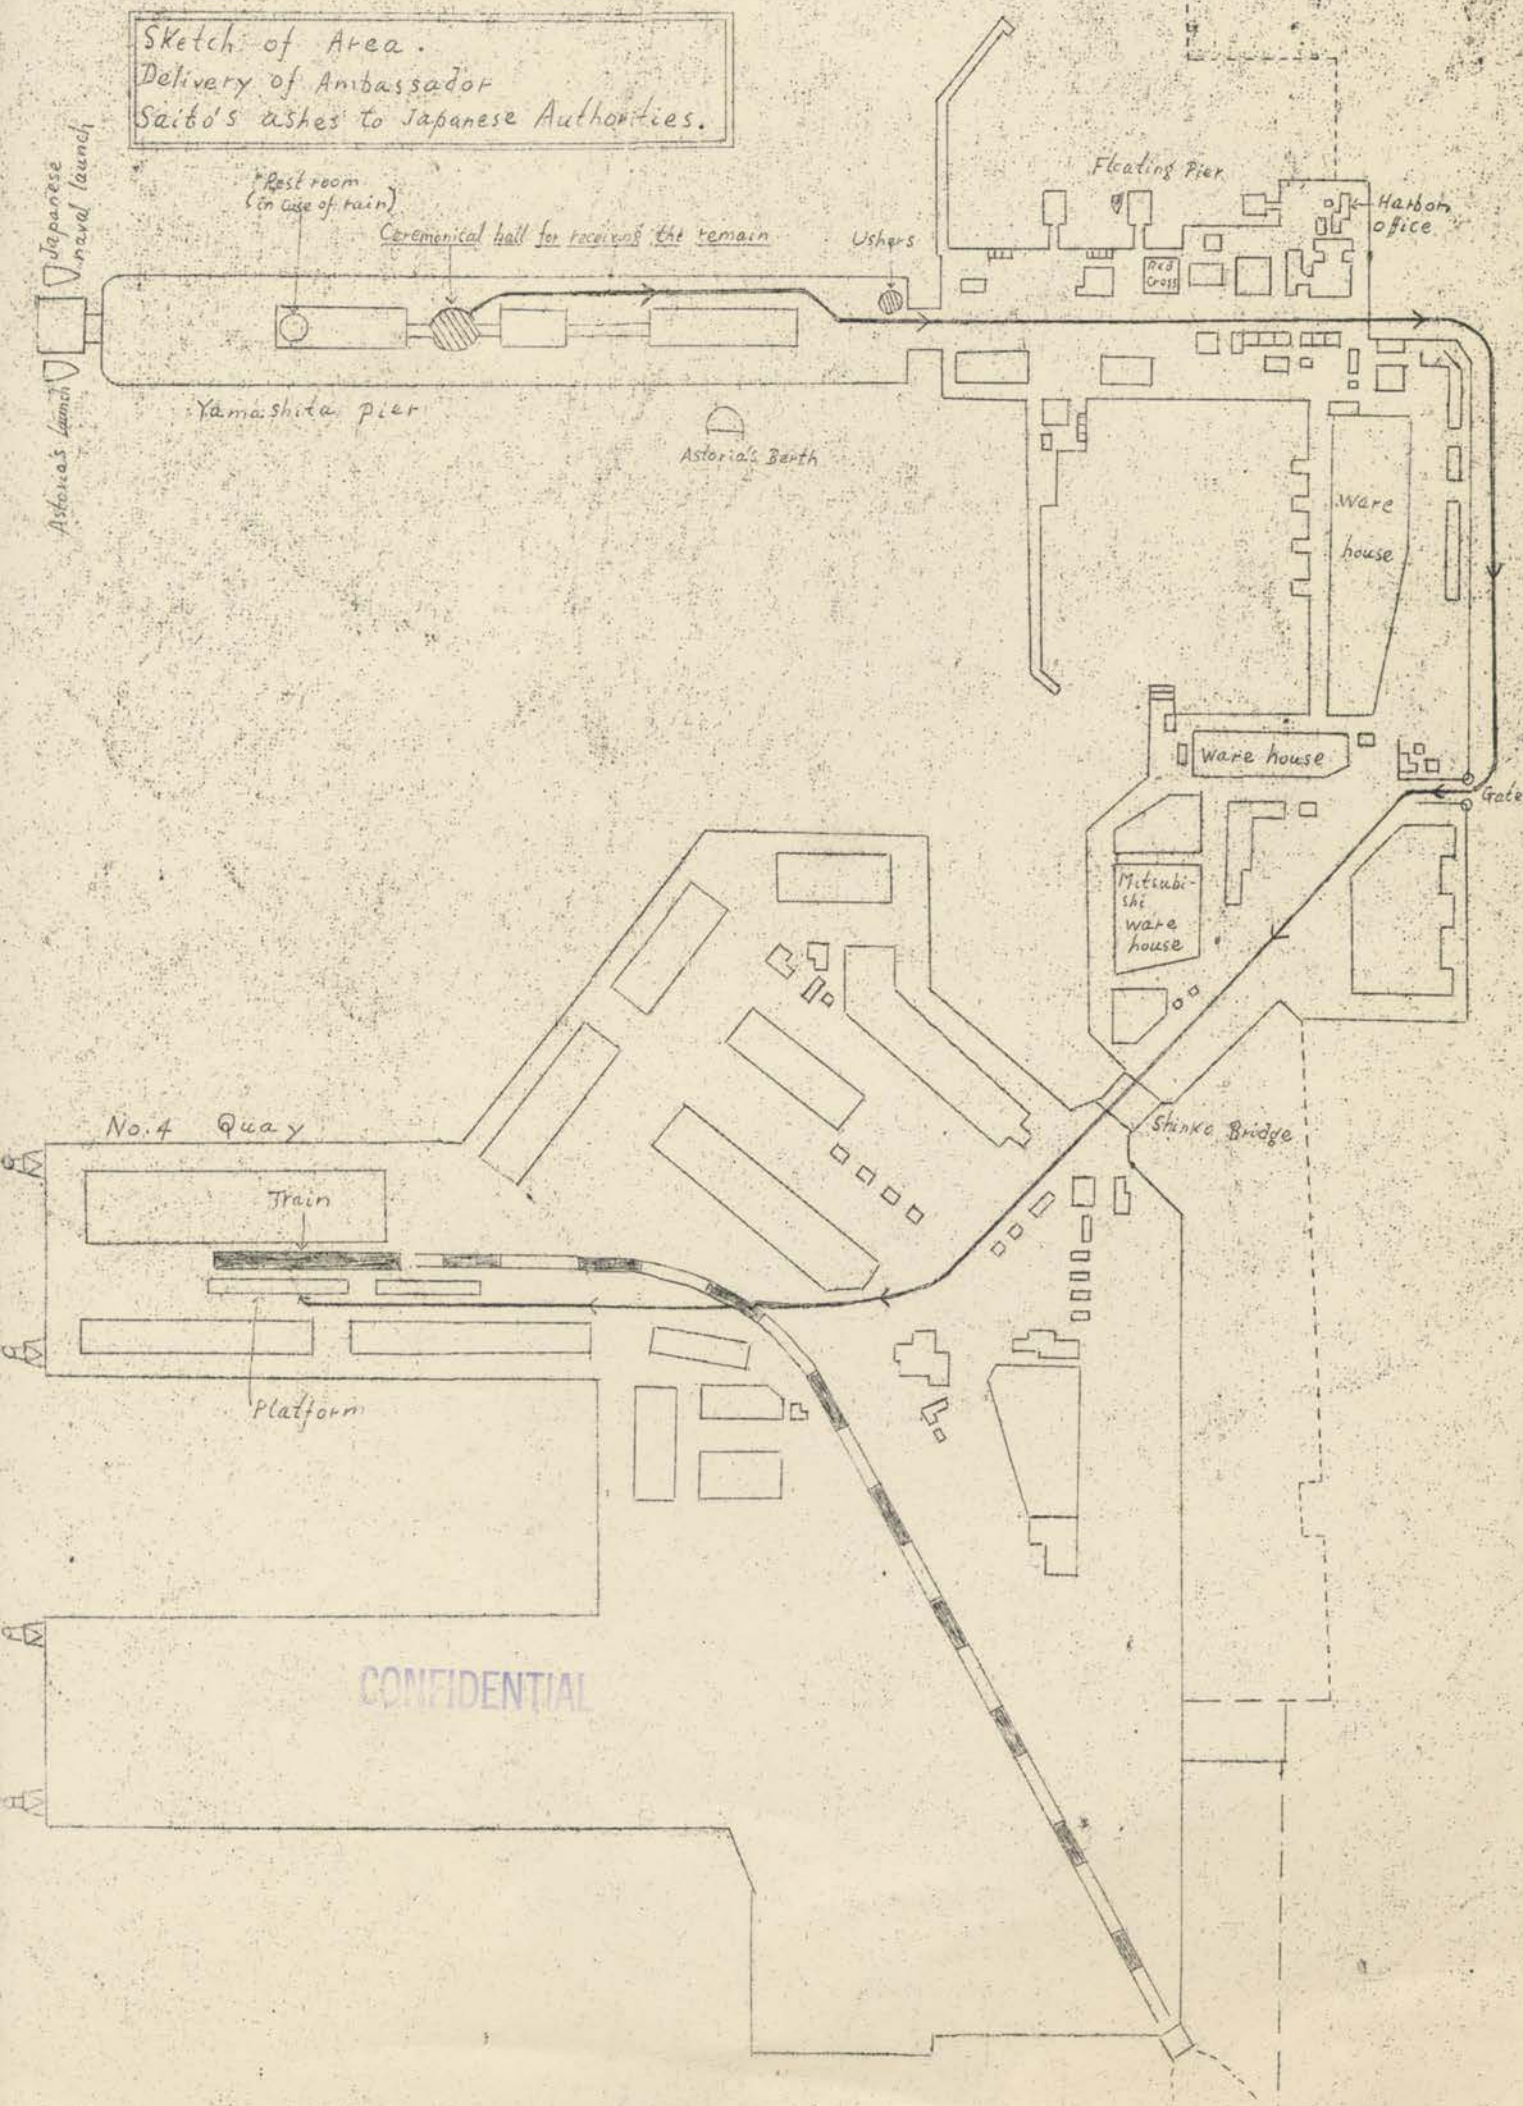 Sketch of Area.
Delivery of Ambassador
Saito's ashes to Japanese Authorities.
Japanese
naval launch
Rest room
(in case of rain)
Ceremonical hall for receiving the remain
Ushers
Floating Pier
Harbor
office
Red
Cross
Astoria's Launch
Yamashita pier
Astoria's Berth
Ware
house
Ware house
Gate
Mitsubi-
shi
ware
house
No.4 Quay
Shinko Bridge
Train
Platform
CONFIDENTIAL